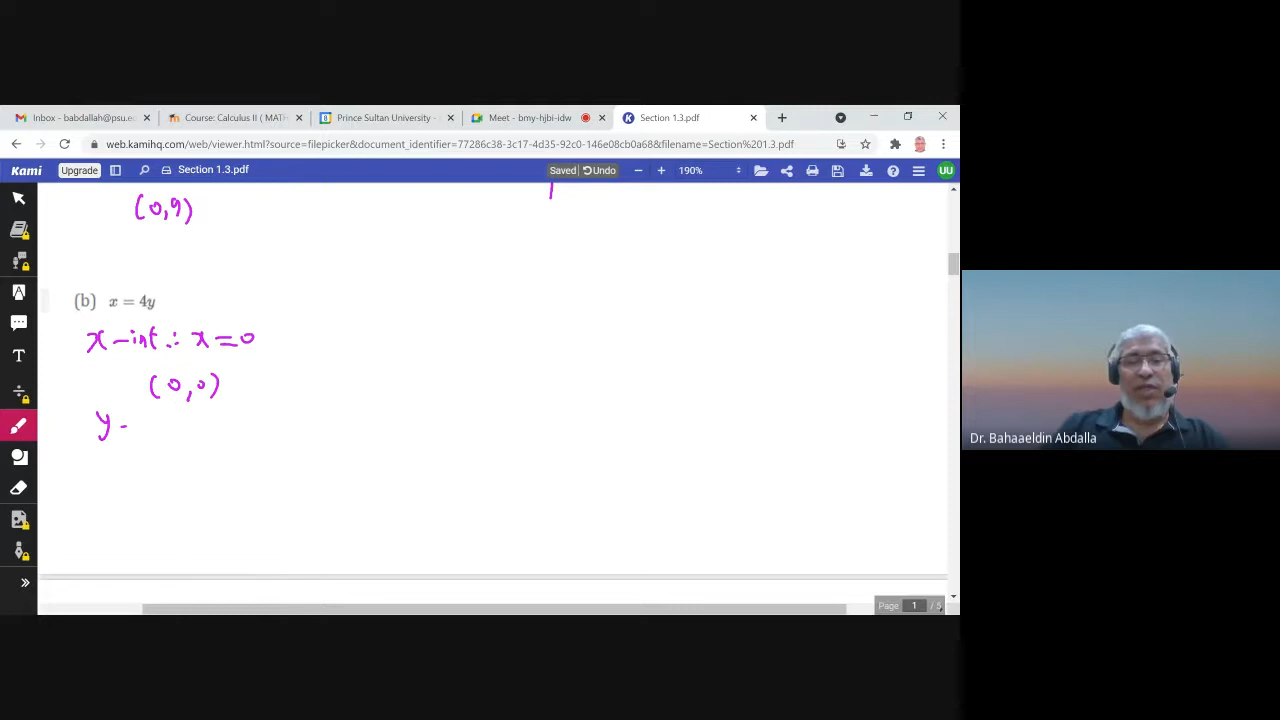 Inbox - babdallah@psu.e
Course: Calculus II ( MATH
Prince Sultan University -
Meet - bmy-hjbi-idw
Section 1.3.pdf
web.kamihq.com/web/viewer.html?source=filepicker&document_identifier=77286c38-3c17-4d35-92c0-146e08cb0a68&filename=Section%201.3.pdf
Kami
Upgrade
Section 1.3.pdf
Saved
Undo
190%
UU
(0,9)
(b) x = 4y
x - int : x = 0
(0,0)
y -
Dr. Bahaaeldin Abdalla
Page 1 / 5